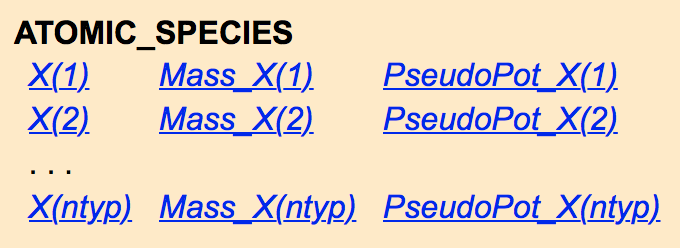 ATOMIC_SPECIES
X(1) Mass_X(1) PseudoPot_X(1)
X(2) Mass_X(2) PseudoPot_X(2)
. . .
X(ntyp) Mass_X(ntyp) PseudoPot_X(ntyp)